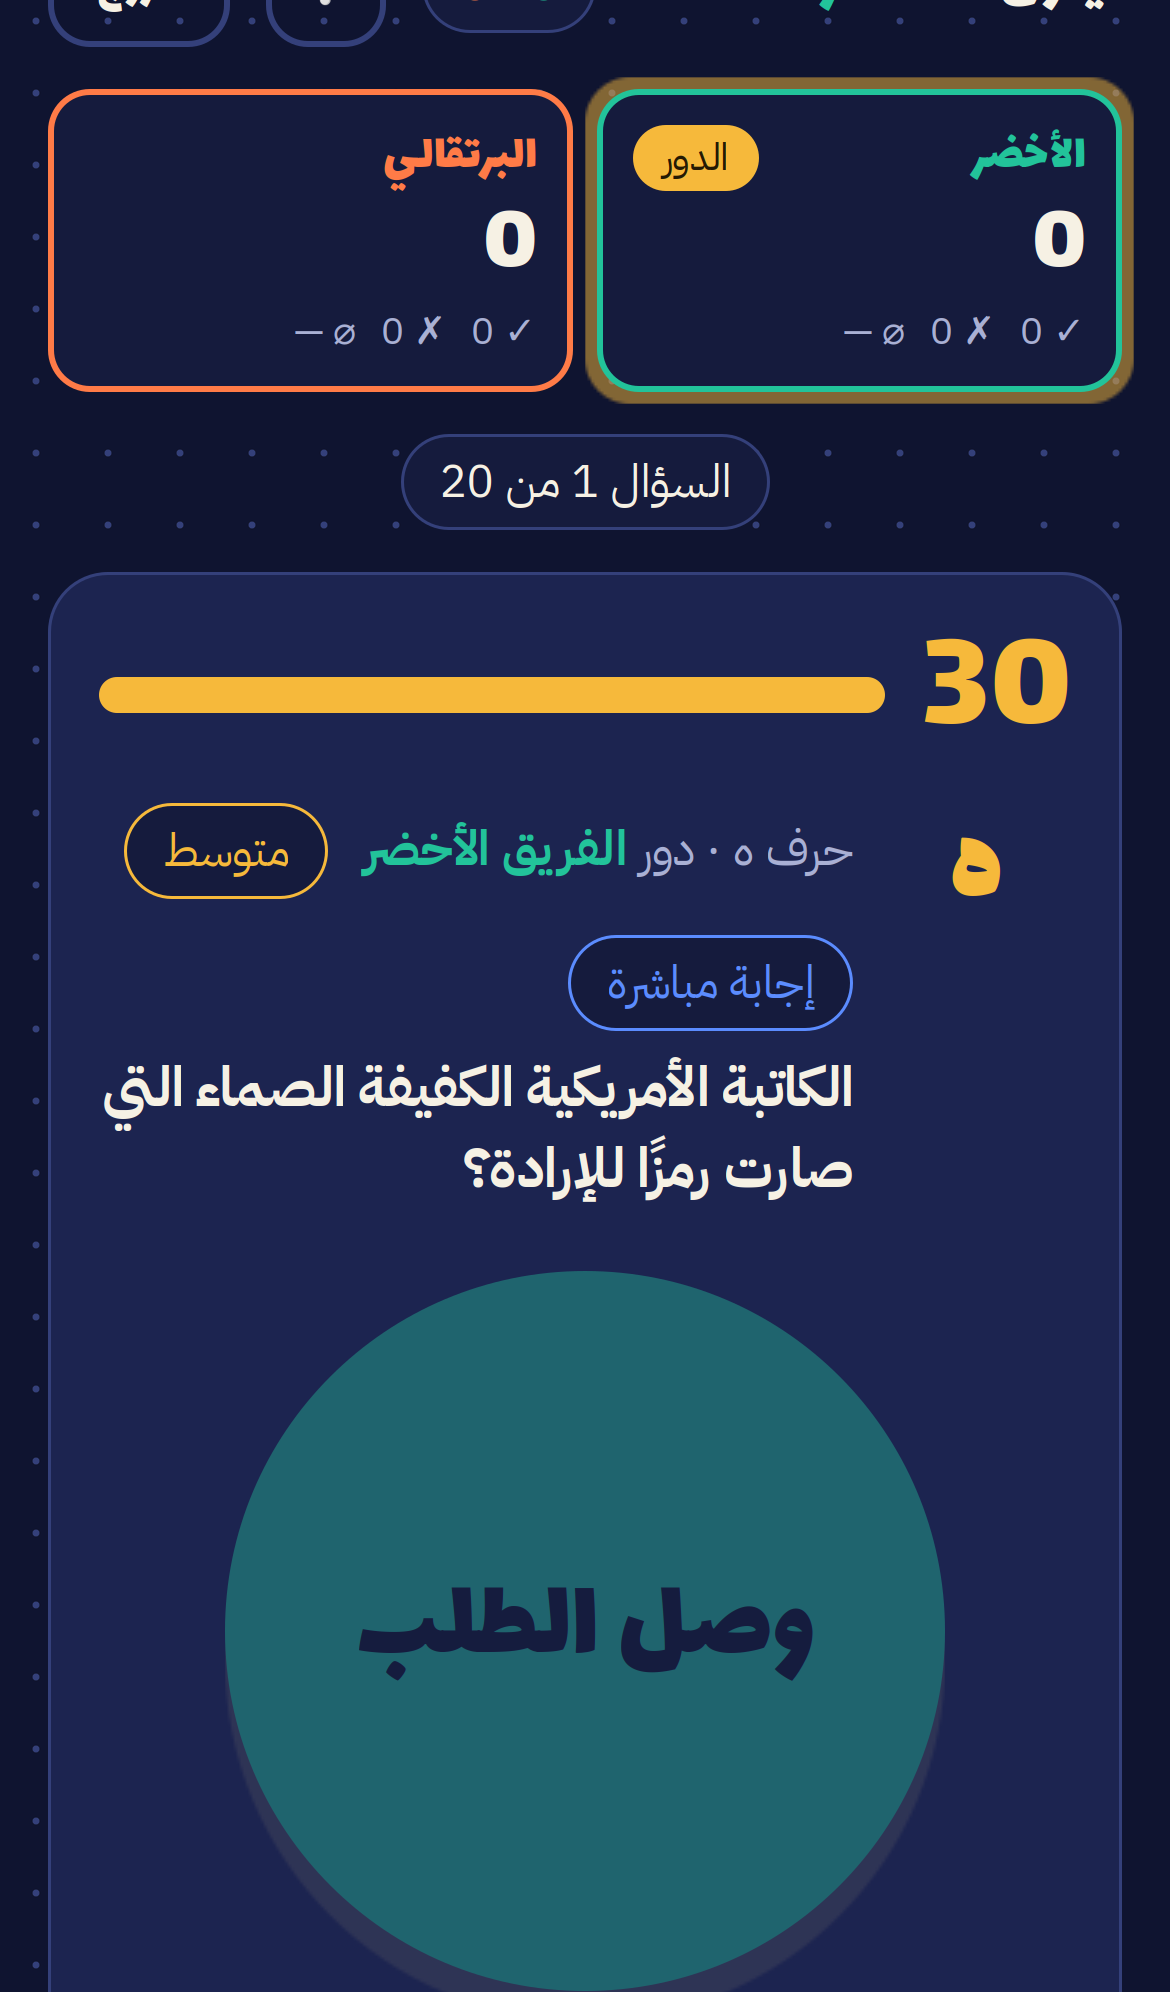 الأخضر الدور
0
✓ 0 ✗ 0 ⌀ —
البرتقالي
0
✓ 0 ✗ 0 ⌀ —
السؤال 1 من 20
30
ه
حرف ه · دور الفريق الأخضر متوسط
إجابة مباشرة
الكاتبة الأمريكية الكفيفة الصماء التي
صارت رمزًا للإرادة؟
وصل الطلب